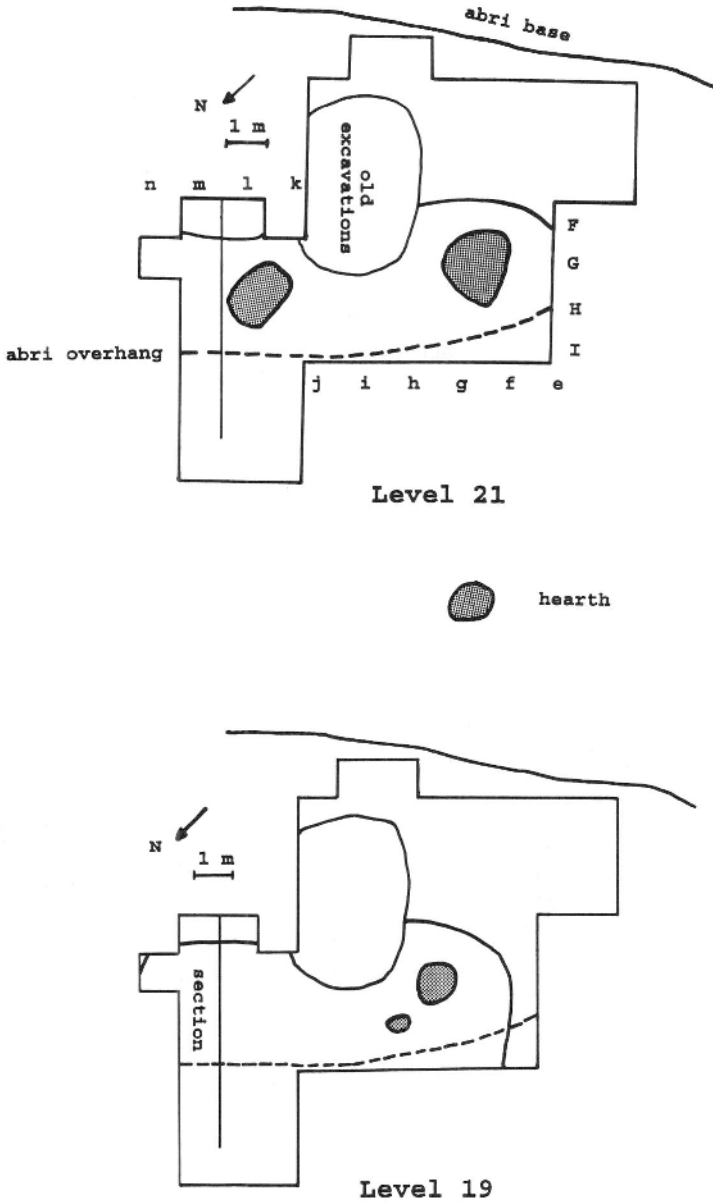 abri base
N
1 m
n m l k
old
excavations
F
G
H
I
abri overhang
j i h g f e
Level 21
hearth
N
1 m
section
Level 19